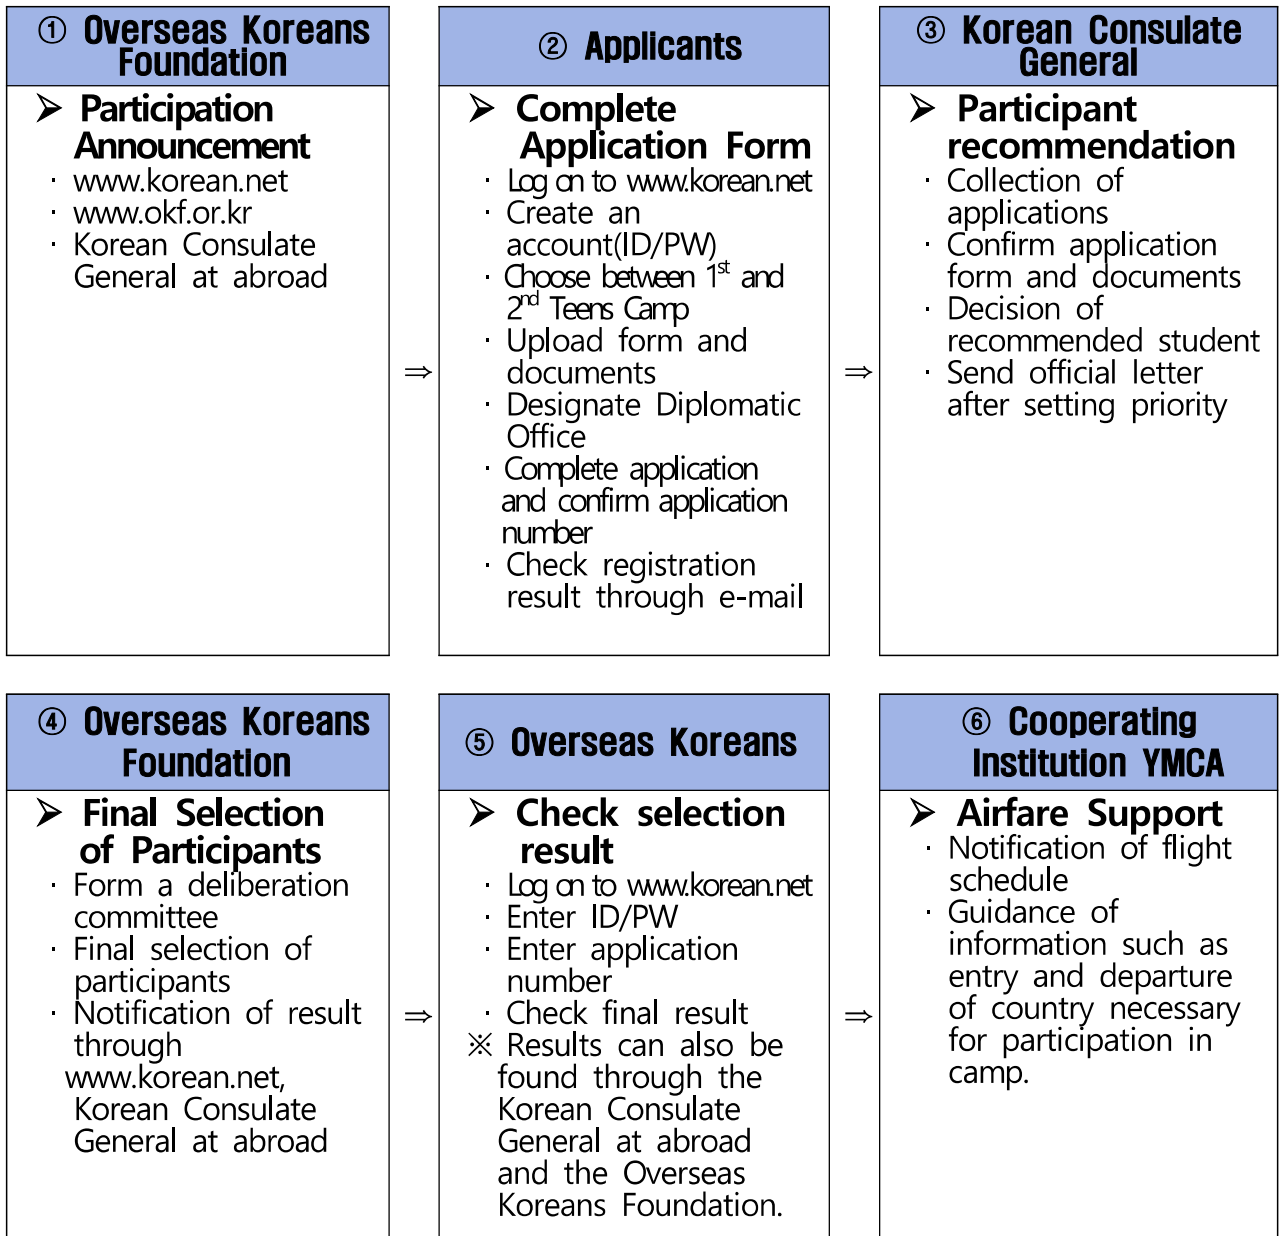 ① Overseas Koreans
Foundation
➢ Participation
Announcement
· www.korean.net
· www.okf.or.kr
· Korean Consulate
General at abroad
⇒
② Applicants
➢ Complete
Application Form
· Log on to www.korean.net
· Create an
account(ID/PW)
· Choose between 1st and
2nd Teens Camp
· Upload form and
documents
· Designate Diplomatic
Office
· Complete application
and confirm application
number
· Check registration
result through e-mail
⇒
③ Korean Consulate
General
➢ Participant
recommendation
· Collection of
applications
· Confirm application
form and documents
· Decision of
recommended student
· Send official letter
after setting priority
④ Overseas Koreans
Foundation
➢ Final Selection
of Participants
· Form a deliberation
committee
· Final selection of
participants
· Notification of result
through
www.korean.net,
Korean Consulate
General at abroad
⇒
⑤ Overseas Koreans
➢ Check selection
result
· Log on to www.korean.net
· Enter ID/PW
· Enter application
number
· Check final result
※ Results can also be
found through the
Korean Consulate
General at abroad
and the Overseas
Koreans Foundation.
⇒
⑥ Cooperating
Institution YMCA
➢ Airfare Support
· Notification of flight
schedule
· Guidance of
information such as
entry and departure
of country necessary
for participation in
camp.